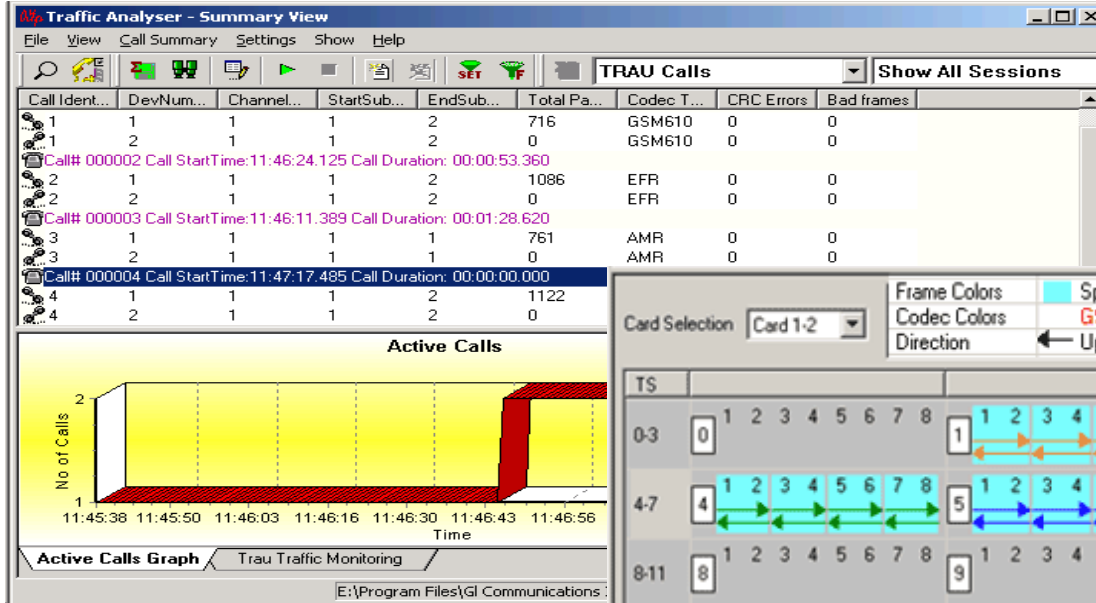 Traffic Analyser - Summary View
File View Call Summary Settings Show Help
SET TF TRAU Calls Show All Sessions
Call Ident... DevNum... Channel... StartSub... EndSub... Total Pa... Codec T... CRC Errors Bad frames
1 1 1 1 2 716 GSM610 0 0
1 2 1 1 2 0 GSM610 0 0
Call# 000002 Call StartTime:11:46:24.125 Call Duration: 00:00:53.360
2 1 1 1 2 1086 EFR 0 0
2 2 1 1 2 0 EFR 0 0
Call# 000003 Call StartTime:11:46:11.389 Call Duration: 00:01:28.620
3 1 1 1 1 761 AMR 0 0
3 2 1 1 1 0 AMR 0 0
Call# 000004 Call StartTime:11:47:17.485 Call Duration: 00:00:00.000
4 1 1 1 2 1122
4 2 1 1 2 0
Active Calls
No of Calls
2
1
11:45:38 11:45:50 11:46:03 11:46:16 11:46:30 11:46:43 11:46:56
Time
Active Calls Graph Trau Traffic Monitoring
E:\Program Files\Gl Communications
Card Selection Card 1-2
Frame Colors Sp
Codec Colors GS
Direction Up
TS
0-3 0 1 2 3 4 5 6 7 8 1 1 2 3 4
4-7 4 1 2 3 4 5 6 7 8 5 1 2 3 4
8-11 8 1 2 3 4 5 6 7 8 9 1 2 3 4